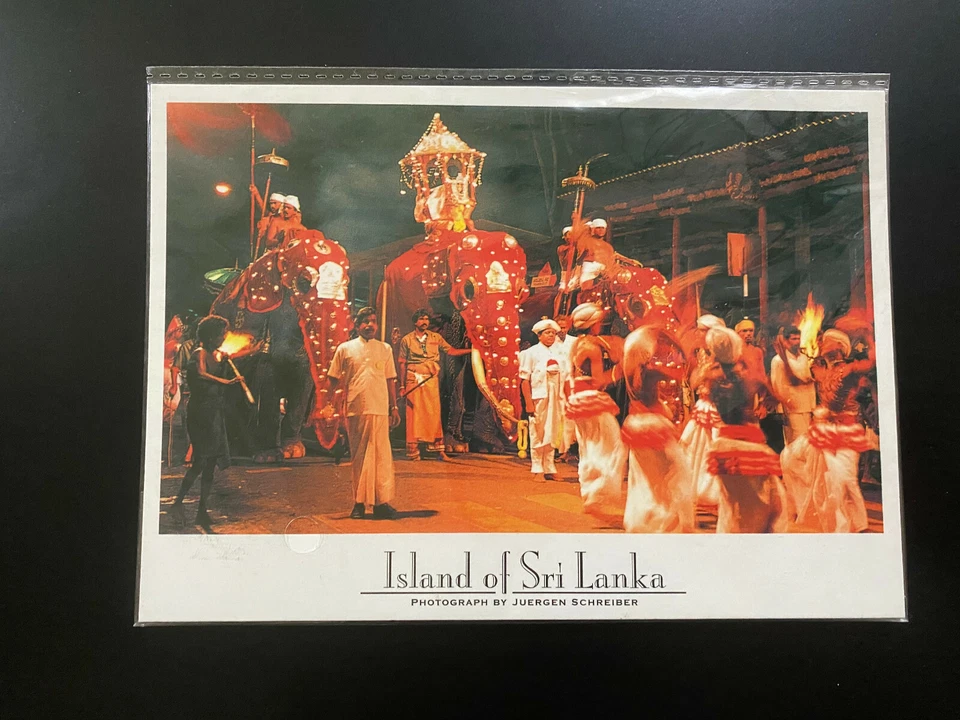 Island of Sri Lanka
Photograph by Juergen Schreiber